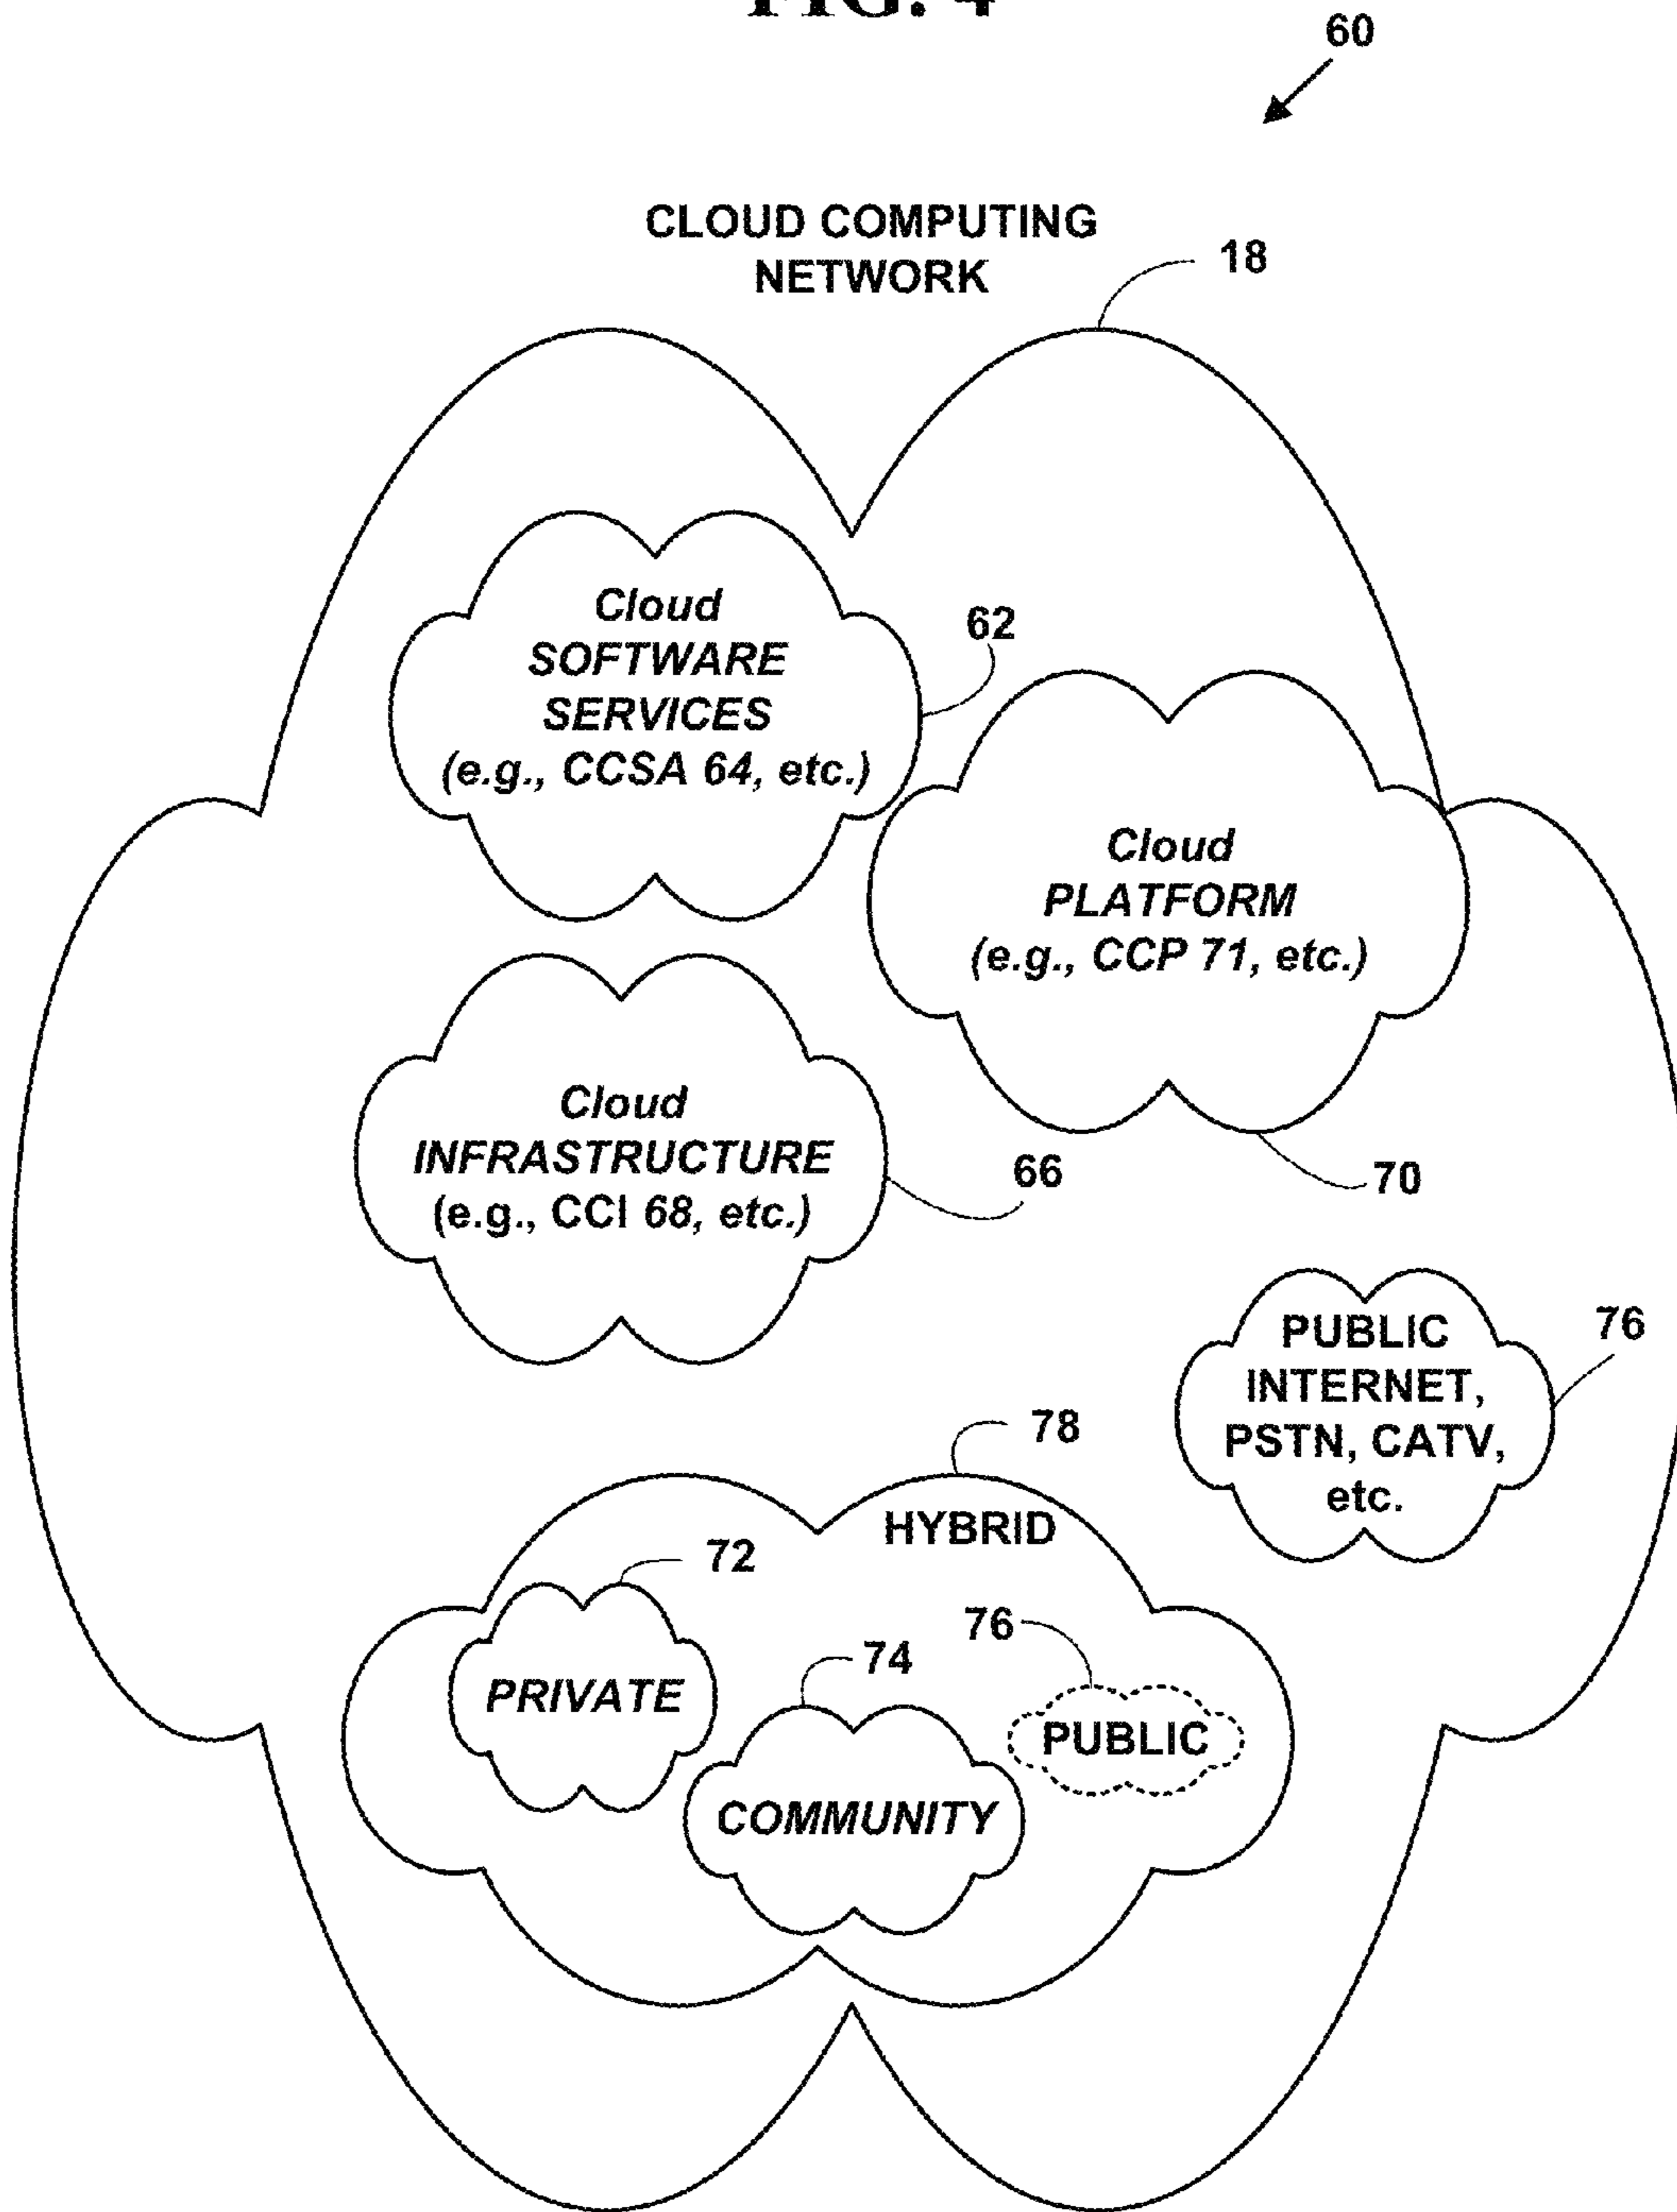 FIG. 4
60
CLOUD COMPUTING
NETWORK
18
Cloud
SOFTWARE
SERVICES
(e.g., CCSA 64, etc.)
62
Cloud
PLATFORM
(e.g., CCP 71, etc.)
70
Cloud
INFRASTRUCTURE
(e.g., CCI 68, etc.)
66
PUBLIC
INTERNET,
PSTN, CATV,
etc.
76
78
HYBRID
72
PRIVATE
74
COMMUNITY
76
PUBLIC